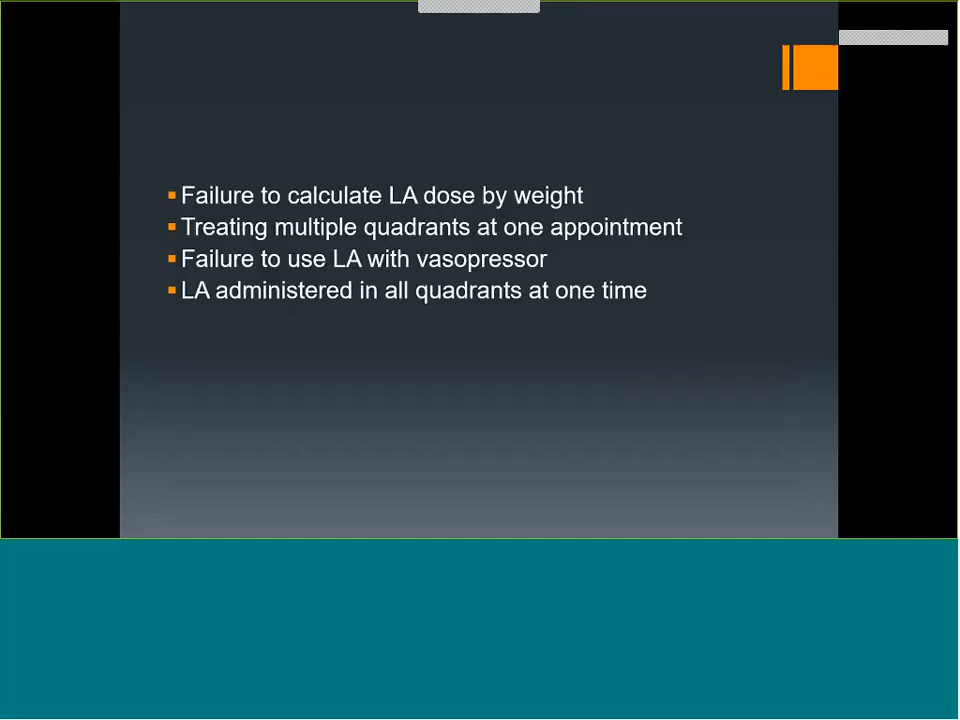 Failure to calculate LA dose by weight
Treating multiple quadrants at one appointment
Failure to use LA with vasopressor
LA administered in all quadrants at one time